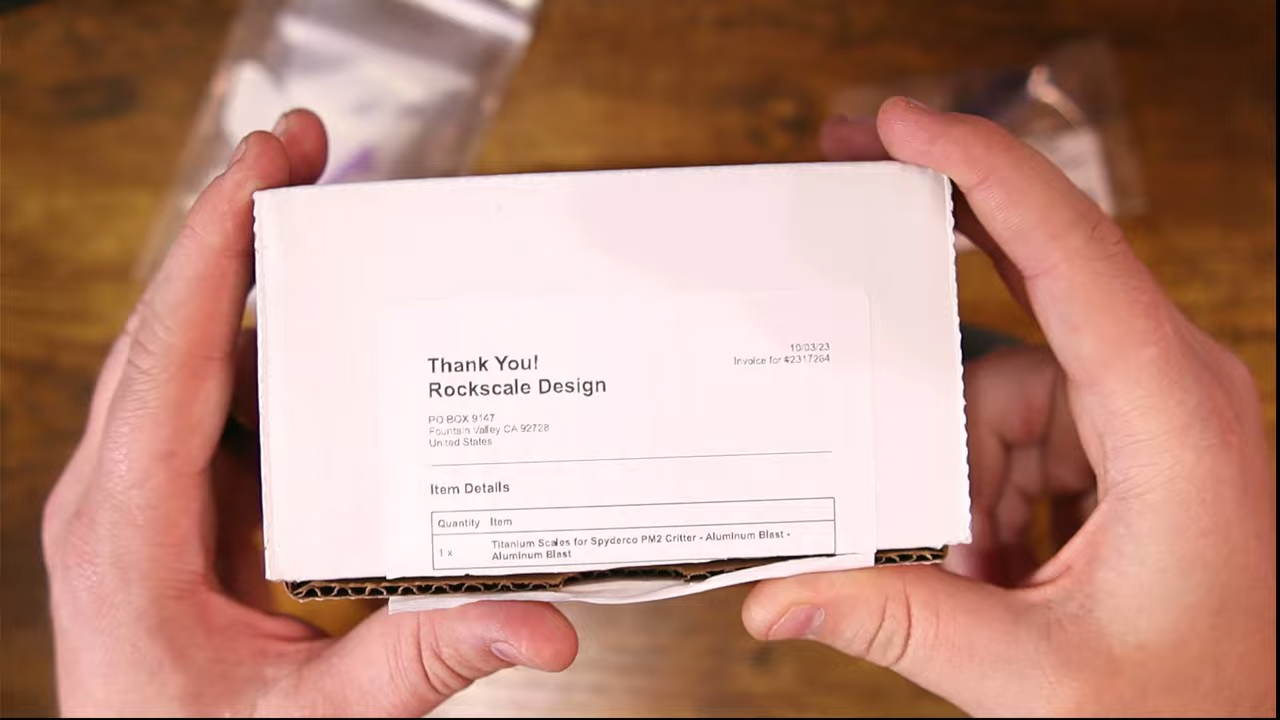 Thank You!
Rockscale Design
10/03/23
Invoice for #2317264
PO BOX 9147
Fountain Valley CA 92728
United States
Item Details
Quantity Item
1 x Titanium Scales for Spyderco PM2 Critter - Aluminum Blast -
Aluminum Blast